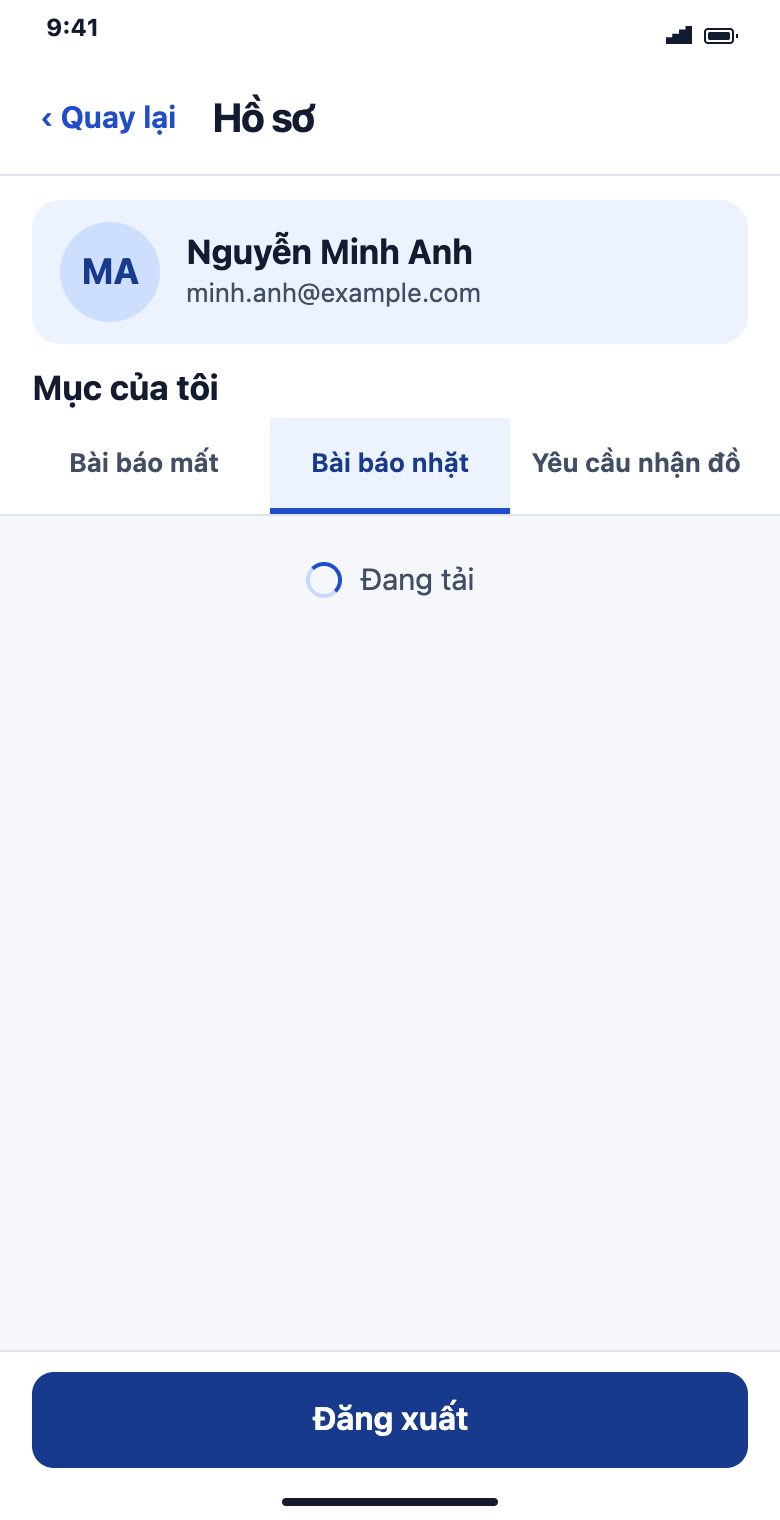 9:41
‹ Quay lại Hồ sơ
MA
Nguyễn Minh Anh
minh.anh@example.com
Mục của tôi
Bài báo mất Bài báo nhặt Yêu cầu nhận đồ
Đang tải
Đăng xuất